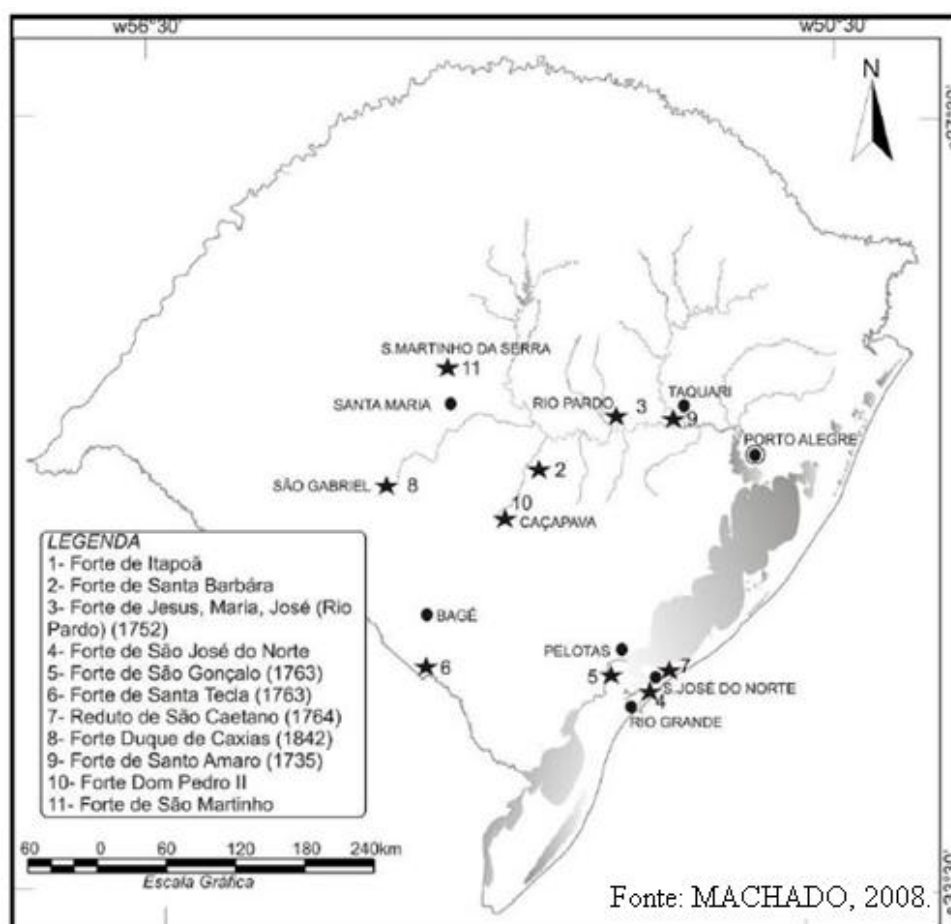 w56°30'
w50°30'
N
S.MARTINHO DA SERRA
11
SANTA MARIA
RIO PARDO
3
TAQUARI
9
PORTO ALEGRE
2
SÃO GABRIEL
8
10
CAÇAPAVA
LEGENDA
1- Forte de Itapoã
2- Forte de Santa Barbára
3- Forte de Jesus, Maria, José (Rio
Pardo) (1752)
4- Forte de São José do Norte
5- Forte de São Gonçalo (1763)
6- Forte de Santa Tecla (1763)
7- Reduto de São Caetano (1764)
8- Forte Duque de Caxias (1842)
9- Forte de Santo Amaro (1735)
10- Forte Dom Pedro II
11- Forte de São Martinho
BAGÉ
6
PELOTAS
5
7
S.JOSÉ DO NORTE
4
RIO GRANDE
60 0 60 120 180 240km
Escala Gráfica
Fonte: MACHADO, 2008.